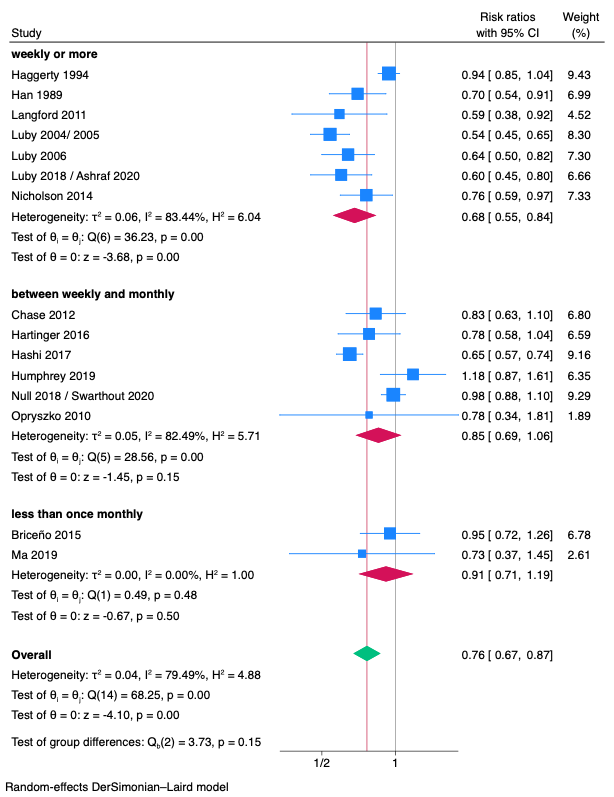 Risk ratios Weight
Study with 95% CI (%)
weekly or more
Haggerty 1994 0.94 [ 0.85, 1.04] 9.43
Han 1989 0.70 [ 0.54, 0.91] 6.99
Langford 2011 0.59 [ 0.38, 0.92] 4.52
Luby 2004/ 2005 0.54 [ 0.45, 0.65] 8.30
Luby 2006 0.64 [ 0.50, 0.82] 7.30
Luby 2018 / Ashraf 2020 0.60 [ 0.45, 0.80] 6.66
Nicholson 2014 0.76 [ 0.59, 0.97] 7.33
Heterogeneity: τ² = 0.06, I² = 83.44%, H² = 6.04 0.68 [ 0.55, 0.84]
Test of θᵢ = θⱼ: Q(6) = 36.23, p = 0.00
Test of θ = 0: z = -3.68, p = 0.00
between weekly and monthly
Chase 2012 0.83 [ 0.63, 1.10] 6.80
Hartinger 2016 0.78 [ 0.58, 1.04] 6.59
Hashi 2017 0.65 [ 0.57, 0.74] 9.16
Humphrey 2019 1.18 [ 0.87, 1.61] 6.35
Null 2018 / Swarthout 2020 0.98 [ 0.88, 1.10] 9.29
Opryszko 2010 0.78 [ 0.34, 1.81] 1.89
Heterogeneity: τ² = 0.05, I² = 82.49%, H² = 5.71 0.85 [ 0.69, 1.06]
Test of θᵢ = θⱼ: Q(5) = 28.56, p = 0.00
Test of θ = 0: z = -1.45, p = 0.15
less than once monthly
Briceño 2015 0.95 [ 0.72, 1.26] 6.78
Ma 2019 0.73 [ 0.37, 1.45] 2.61
Heterogeneity: τ² = 0.00, I² = 0.00%, H² = 1.00 0.91 [ 0.71, 1.19]
Test of θᵢ = θⱼ: Q(1) = 0.49, p = 0.48
Test of θ = 0: z = -0.67, p = 0.50
Overall 0.76 [ 0.67, 0.87]
Heterogeneity: τ² = 0.04, I² = 79.49%, H² = 4.88
Test of θᵢ = θⱼ: Q(14) = 68.25, p = 0.00
Test of θ = 0: z = -4.10, p = 0.00
Test of group differences: Q_b(2) = 3.73, p = 0.15
1/2 1
Random-effects DerSimonian–Laird model